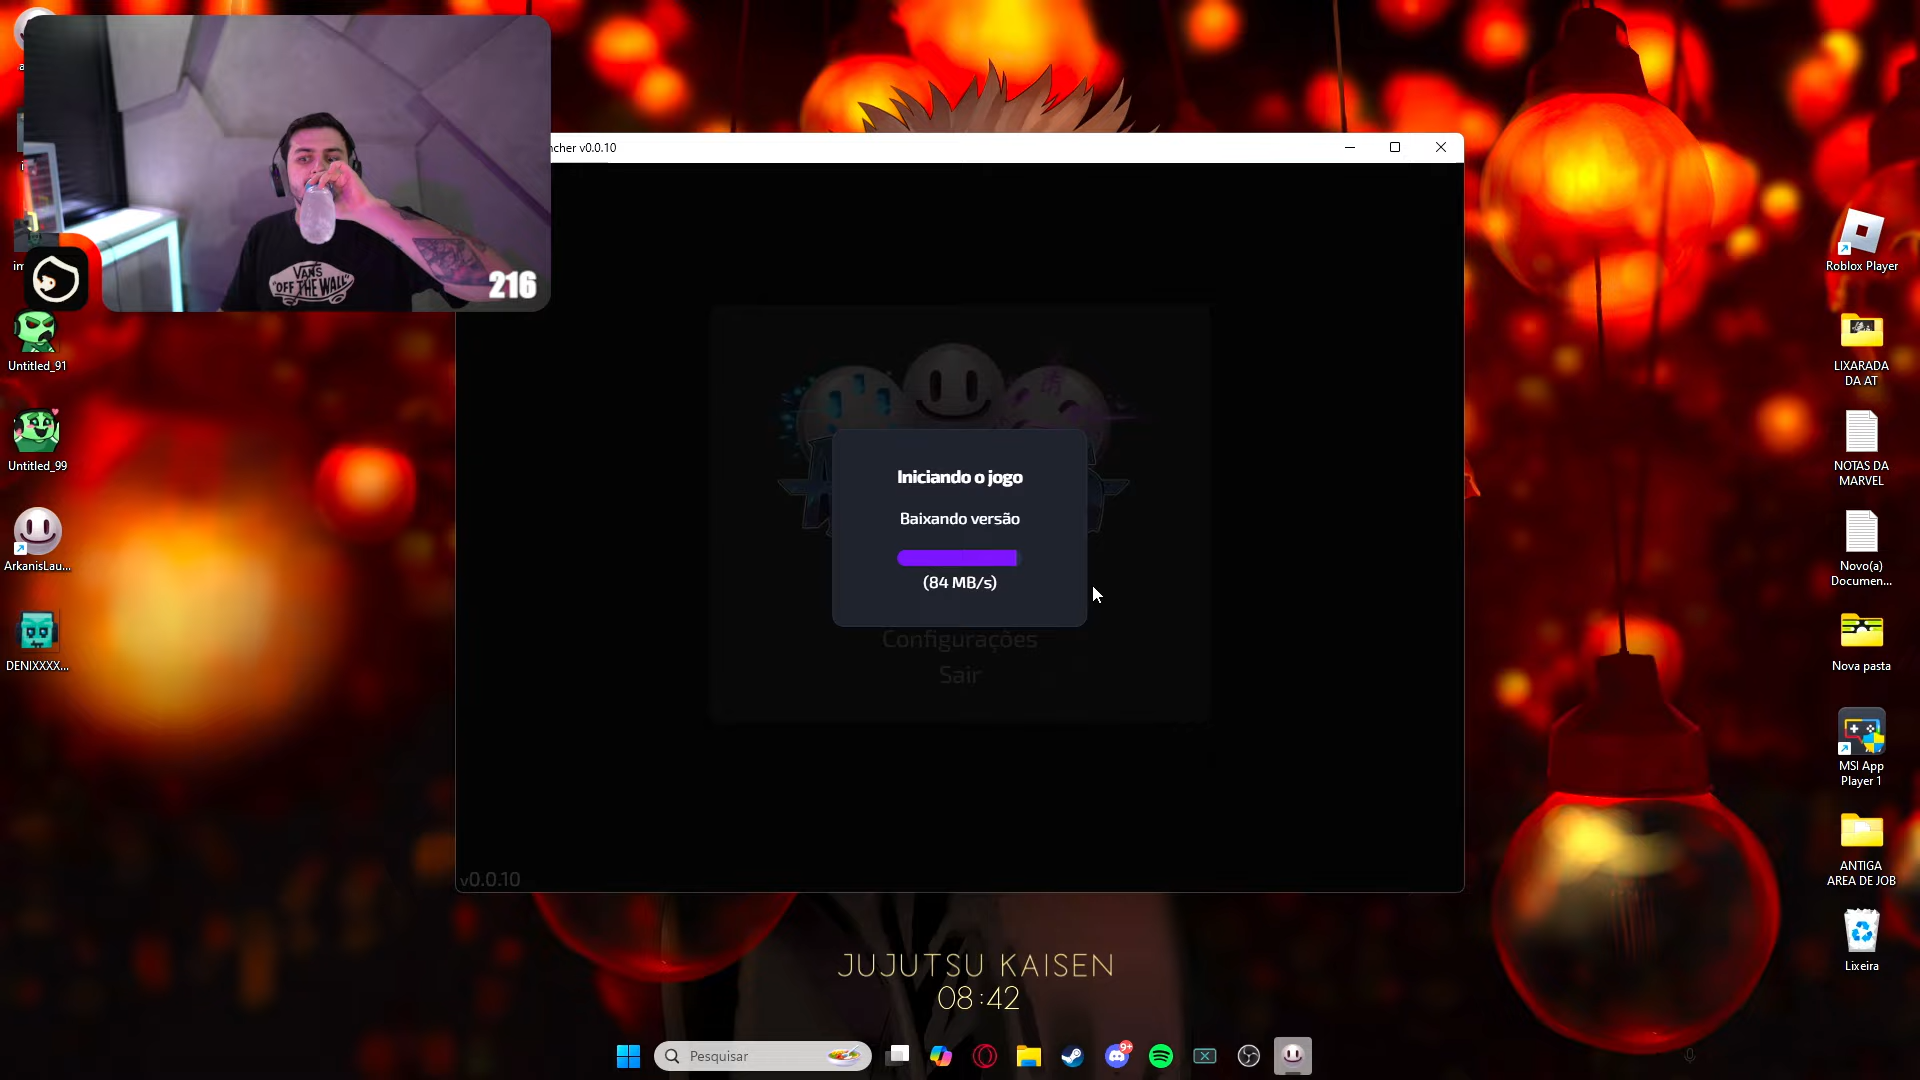 ncher v0.0.10
VANS
"OFF THE WALL"
216
Untitled_91
Untitled_99
ArkanisLau...
DENIXXXX...
Iniciando o jogo
Baixando versão
(84 MB/s)
Configurações
Sair
v0.0.10
Roblox Player
LIXARADA
DA AT
NOTAS DA
MARVEL
Novo(a)
Documen...
Nova pasta
MSI App
Player 1
ANTIGA
AREA DE JOB
Lixeira
JUJUTSU KAISEN
08:42
Pesquisar
9+